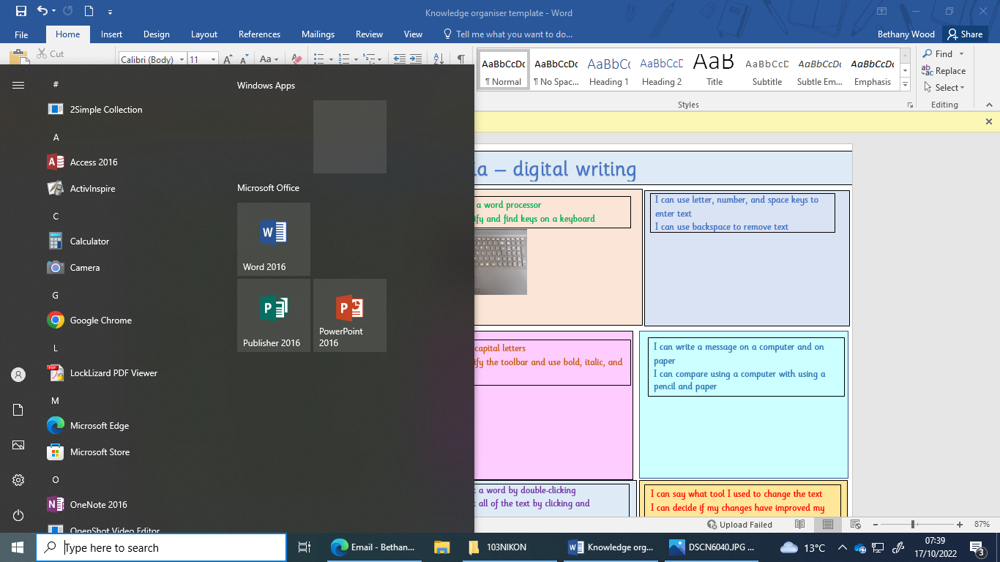 Knowledge organiser template - Word
File
Home
Insert
Design
Layout
References
Mailings
Review
View
Tell me what you want to do...
Bethany Wood
Share
Cut
Calibri (Body)
11
Aa
AaBbCcDc
¶ Normal
AaBbCcDc
¶ No Spac...
AaBbCc
Heading 1
AaBbCcD
Heading 2
AaB
Title
AaBbCcD
Subtitle
AaBbCcDc
Subtle Em...
AaBbCcDc
Emphasis
Styles
Find
Replace
Select
Editing
#
2Simple Collection
A
Access 2016
ActivInspire
C
Calculator
Camera
G
Google Chrome
L
LockLizard PDF Viewer
M
Microsoft Edge
Microsoft Store
O
OneNote 2016
OpenShot Video Editor
Windows Apps
Microsoft Office
Word 2016
Publisher 2016
PowerPoint
2016
ia – digital writing
a word processor
ify and find keys on a keyboard
I can use letter, number, and space keys to
enter text
I can use backspace to remove text
capital letters
ify the toolbar and use bold, italic, and
I can write a message on a computer and on
paper
I can compare using a computer with using a
pencil and paper
t a word by double-clicking
t all of the text by clicking and
I can say what tool I used to change the text
I can decide if my changes have improved my
Upload Failed
87%
Type here to search
Email - Bethan...
103NIKON
Knowledge org...
DSCN6040.JPG ...
13°C
07:39
17/10/2022
3